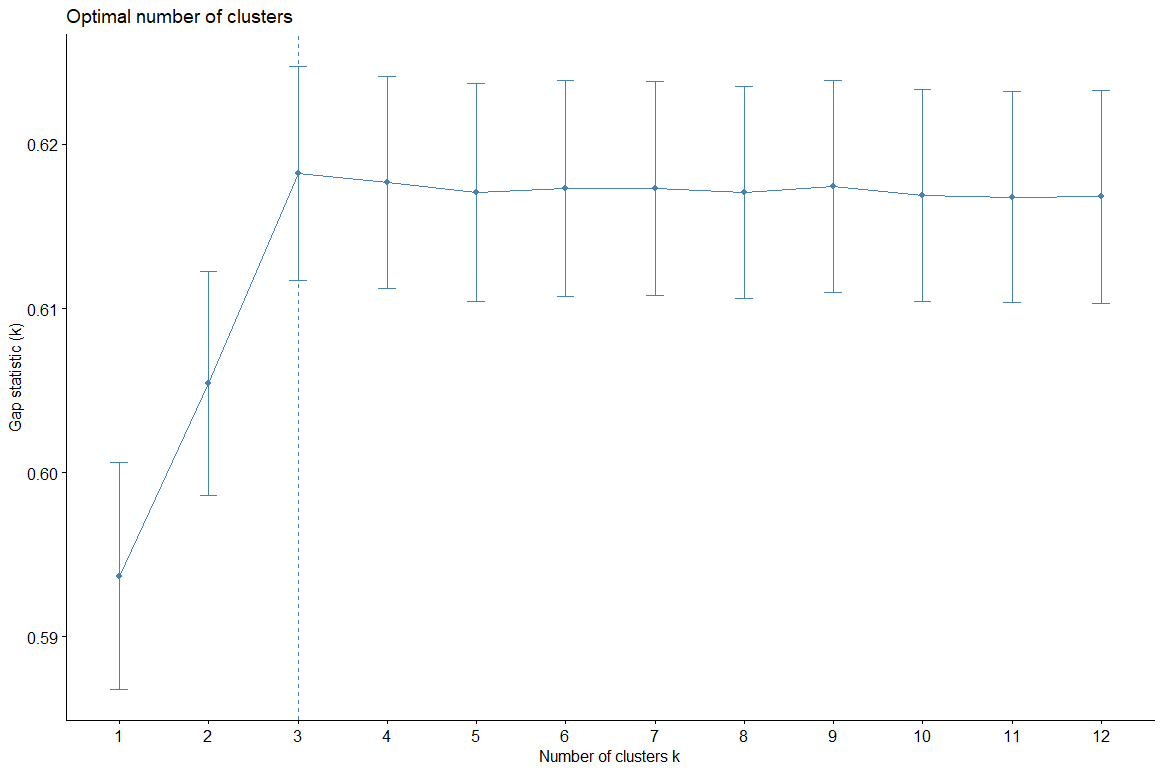 Optimal number of clusters
Gap statistic (k)
0.62
0.61
0.60
0.59
1 2 3 4 5 6 7 8 9 10 11 12
Number of clusters k